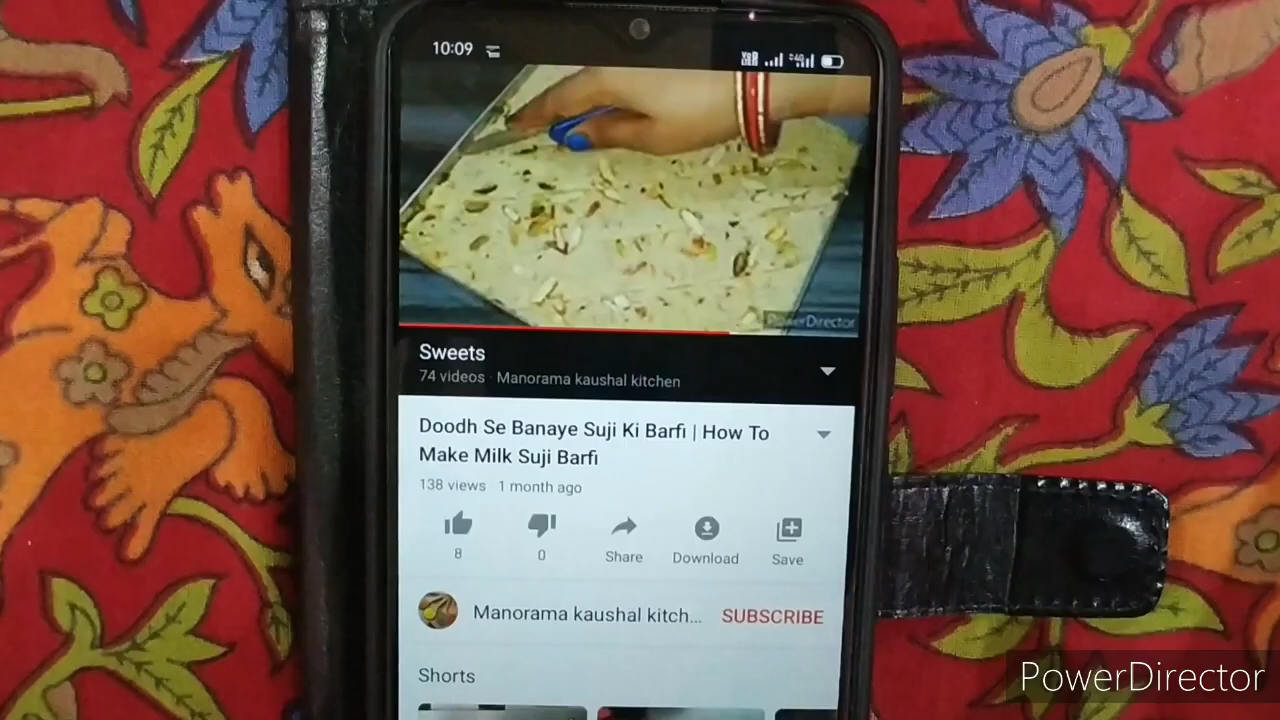 10:09
PowerDirector
Sweets
74 videos · Manorama kaushal kitchen
Doodh Se Banaye Suji Ki Barfi | How To
Make Milk Suji Barfi
138 views 1 month ago
8
0
Share
Download
Save
Manorama kaushal kitch...
SUBSCRIBE
Shorts
PowerDirector